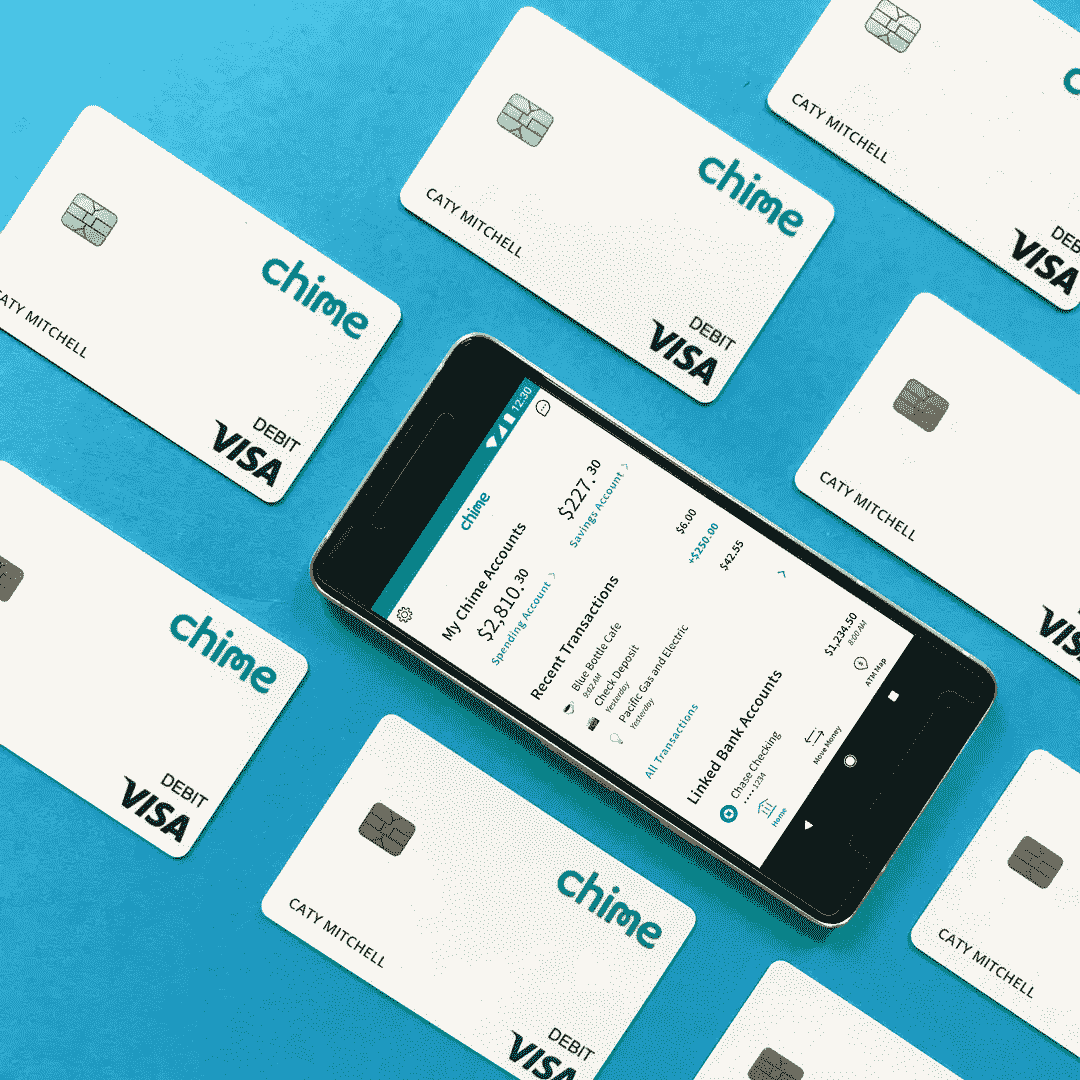 CATY MITCHELL
DEBIT
VISA
chime
CATY MITCHELL
DEBIT
VISA
chime
CATY MITCHELL
chime
DEBIT
VISA
CATY MITCHELL
VISA
12:30
chime
My Chime Accounts
$2,810.30
$227.30
Spending Account >
Savings Account >
Recent Transactions
Blue Bottle Cafe
$6.00
9:02 AM
Check Deposit
+$250.00
Yesterday
Pacific Gas and Electric
$42.55
Yesterday
All Transactions
>
Linked Bank Accounts
Chase Checking
$1,234.50
•••• 1234
8:00 AM
Home
Move Money
ATM Map
chime
DEBIT
VISA
chime
CATY MITCHELL
DEBIT
VISA
CATY MITCHELL